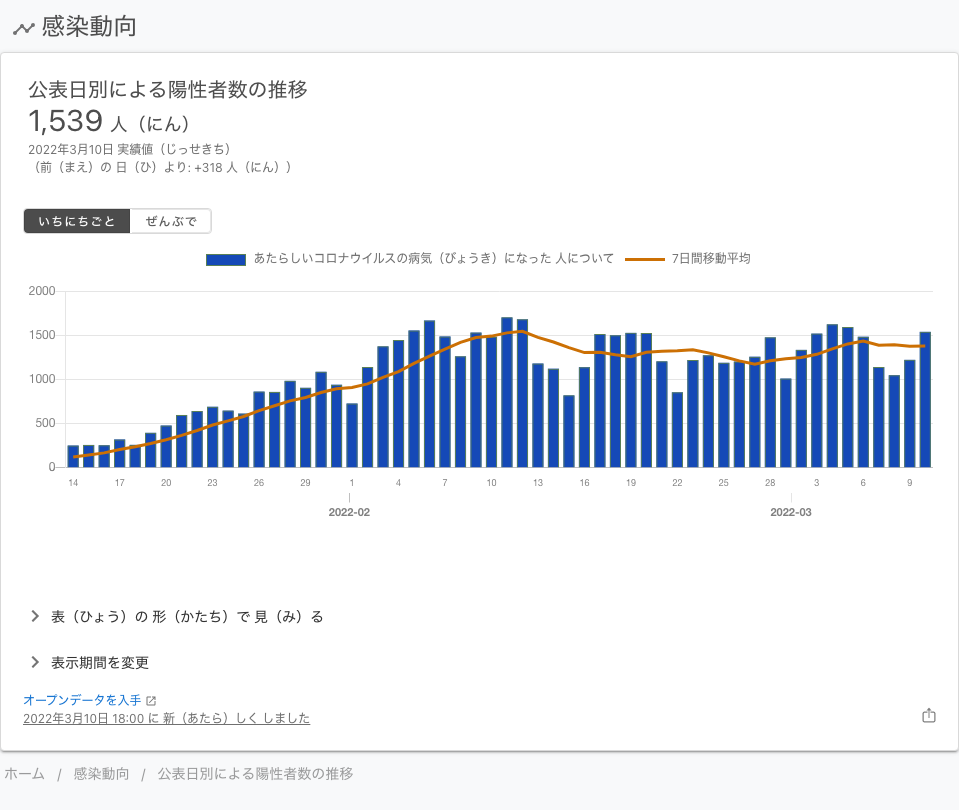 感染動向
公表日別による陽性者数の推移
1,539 人（にん）
2022年3月10日 実績値（じっせきち）
（前（まえ）の 日（ひ）より: +318 人（にん））
いちにちごと ぜんぶで
あたらしいコロナウイルスの病気（びょうき）になった 人について 7日間移動平均
2000
1500
1000
500
0
14 17 20 23 26 29 1 4 7 10 13 16 19 22 25 28 3 6 9
2022-02 2022-03
表（ひょう）の 形（かたち）で 見（み）る
表示期間を変更
オープンデータを入手
2022年3月10日 18:00 に 新（あたら）しく しました
ホーム / 感染動向 / 公表日別による陽性者数の推移